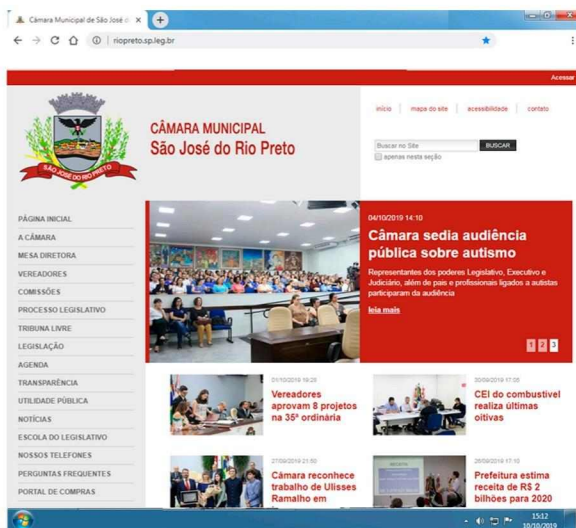 Câmara Municipal de São José d
riopreto.sp.leg.br
Acessar
CÂMARA MUNICIPAL
São José do Rio Preto
SÃO JOSÉ DO RIO PRETO
início
mapa do site
acessibilidade
contato
Buscar no Site
BUSCAR
apenas nesta seção
PÁGINA INICIAL
A CÂMARA
MESA DIRETORA
VEREADORES
COMISSÕES
PROCESSO LEGISLATIVO
TRIBUNA LIVRE
LEGISLAÇÃO
AGENDA
TRANSPARÊNCIA
UTILIDADE PÚBLICA
NOTÍCIAS
ESCOLA DO LEGISLATIVO
NOSSOS TELEFONES
PERGUNTAS FREQUENTES
PORTAL DE COMPRAS
04/10/2019 14:10
Câmara sedia audiência
pública sobre autismo
Representantes dos poderes Legislativo, Executivo e
Judiciário, além de pais e profissionais ligados a autistas
participaram da audiência
leia mais
1 2 3
01/10/2019 19:23
Vereadores
aprovam 8 projetos
na 35ª ordinária
30/09/2019 17:05
CEI do combustível
realiza últimas
oitivas
27/09/2019 21:50
Câmara reconhece
trabalho de Ulisses
Ramalho em
26/09/2019 17:10
Prefeitura estima
receita de R$ 2
bilhões para 2020
15:12
10/10/2019